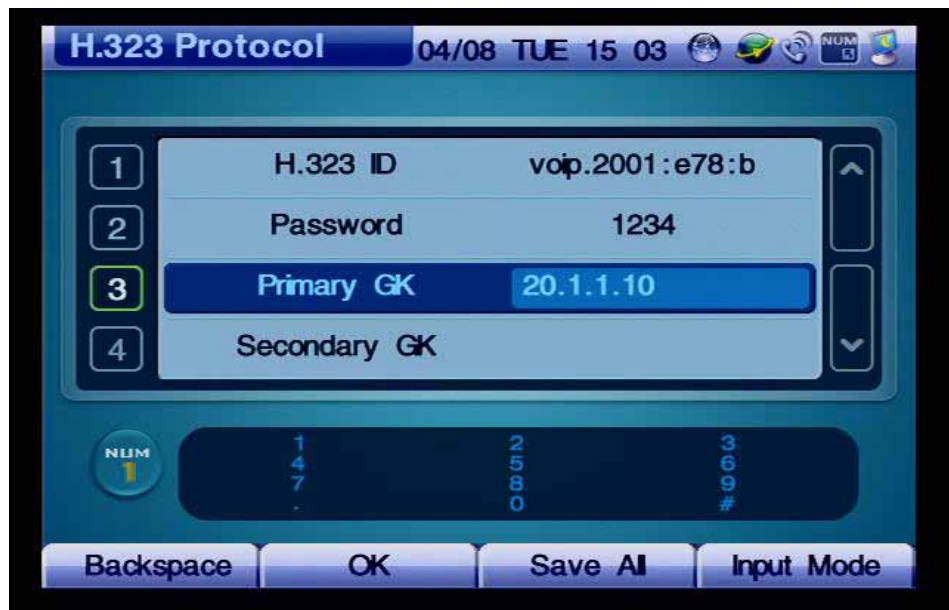 H.323 Protocol 04/08 TUE 15 03 NUM
1 H.323 ID voip.2001:e78:b
2 Password 1234
3 Primary GK 20.1.1.10
4 Secondary GK
NUM
1
1 2 3
4 5 6
7 8 9
. 0 #
Backspace OK Save All Input Mode